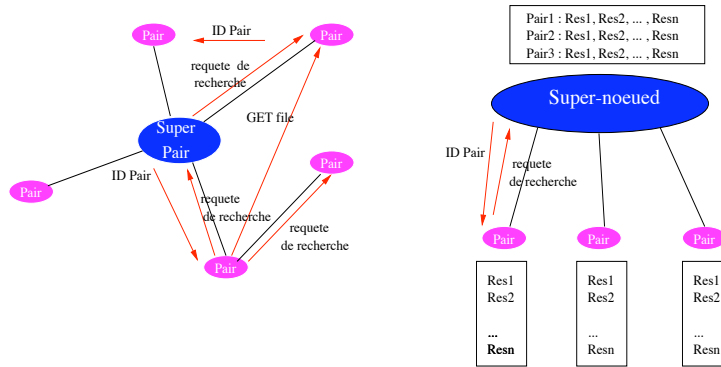 Pair
ID Pair
Pair
requete de
recherche
GET file
Super
Pair
Pair
ID Pair
requete
de recherche
Pair
requete
de recherche
Pair
Pair1 : Res1, Res2, ... , Resn
Pair2 : Res1, Res2, ... , Resn
Pair3 : Res1, Res2, ... , Resn
Super-noeued
ID Pair
requete
de recherche
Pair
Pair
Pair
Res1
Res2
...
Resn
Res1
Res2
...
Resn
Res1
Res2
...
Resn